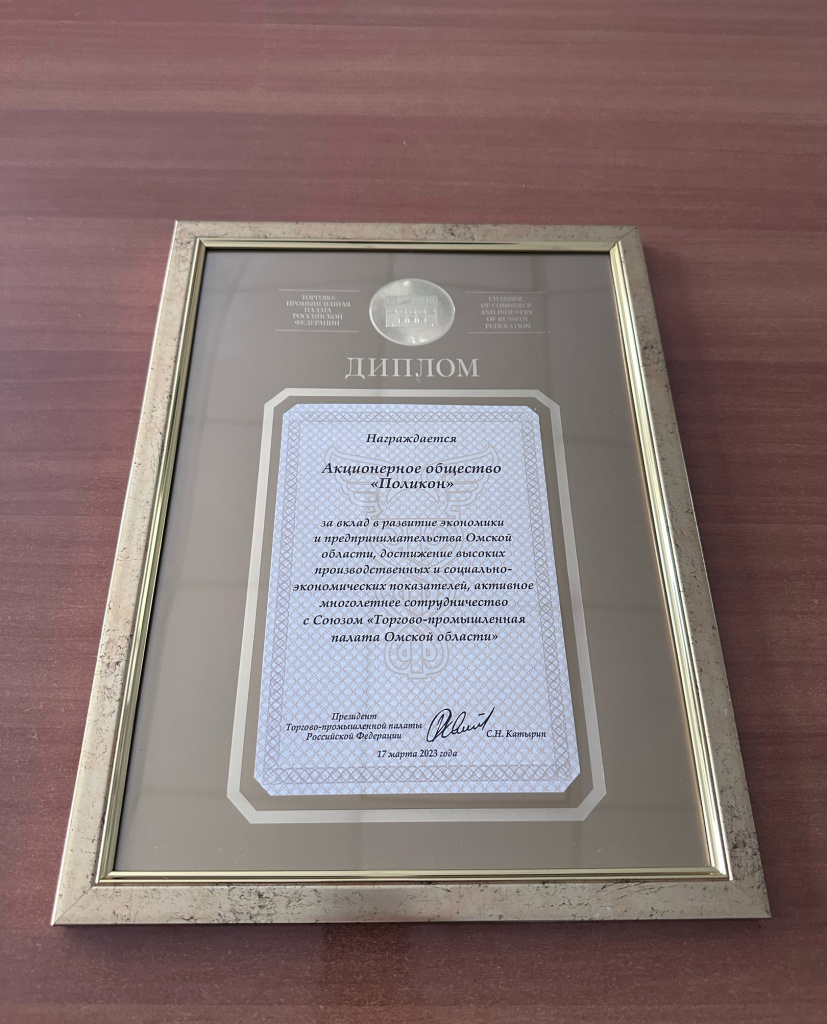 ТОРГОВО-
ПРОМЫШЛЕННАЯ
ПАЛАТА
РОССИЙСКОЙ
ФЕДЕРАЦИИ
CHAMBER
OF COMMERCE
AND INDUSTRY
OF RUSSIAN
FEDERATION
ДИПЛОМ
Награждается
Акционерное общество
«Поликон»
за вклад в развитие экономики
и предпринимательства Омской
области, достижение высоких
производственных и социально-
экономических показателей, активное
многолетнее сотрудничество
с Союзом «Торгово-промышленная
палата Омской области»
Президент
Торгово-промышленной палаты
Российской Федерации
С.Н. Катырин
17 марта 2023 года